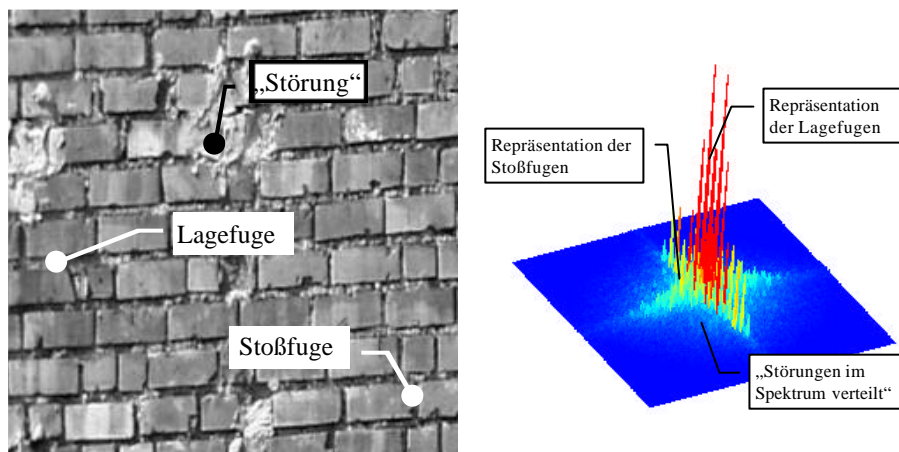 „Störung“
Lagefuge
Stoßfuge
Repräsentation
der Lagefugen
Repräsentation der
Stoßfugen
„Störungen im
Spektrum verteilt“